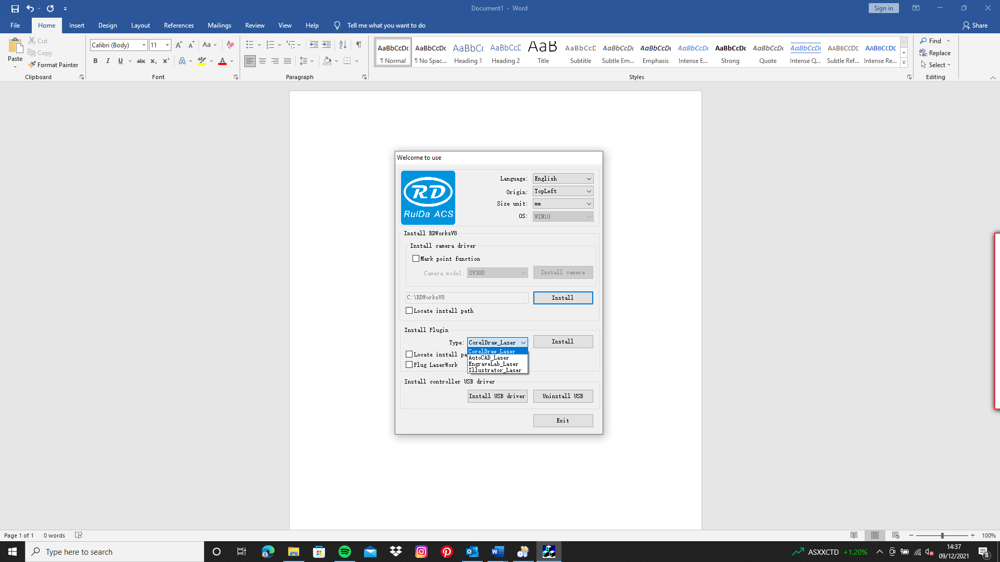 Document1 - Word
Sign in
File Home Insert Design Layout References Mailings Review View Help Tell me what you want to do Share
Paste
Cut
Copy
Format Painter
Clipboard
Calibri (Body) 11
Font
Paragraph
AaBbCcDc ¶ Normal
AaBbCcDc ¶ No Spac...
AaBbCc Heading 1
AaBbCcC Heading 2
AaB Title
AaBbCcD Subtitle
AaBbCcDc Subtle Em...
AaBbCcDc Emphasis
AaBbCcDc Intense E...
AaBbCcDc Strong
AaBbCcDc Quote
AaBbCcDc Intense Q...
AaBbCcDc Subtle Ref...
AaBbCcDc Intense Re...
Styles
Find
Replace
Select
Editing
Welcome to use
RD
RuiDa ACS
Language: English
Origin: TopLeft
Size unit: mm
OS: WIN10
Install RDWorksV8
Install camera driver
Mark point function
Camera model: SV300 Install camera
C:\RDWorksV8 Install
Locate install path
Install Plugin
Type: CorelDraw_Laser Install
CorelDraw_Laser
AutoCAD_Laser
EngraveLab_Laser
Illustrator_Laser
Locate install pa
Plug LaserWork
Install controller USB driver
Install USB driver Uninstall USB
Exit
Page 1 of 1 0 words 100%
Type here to search
ASXXCTD +1.20%
14:37
09/12/2021
8